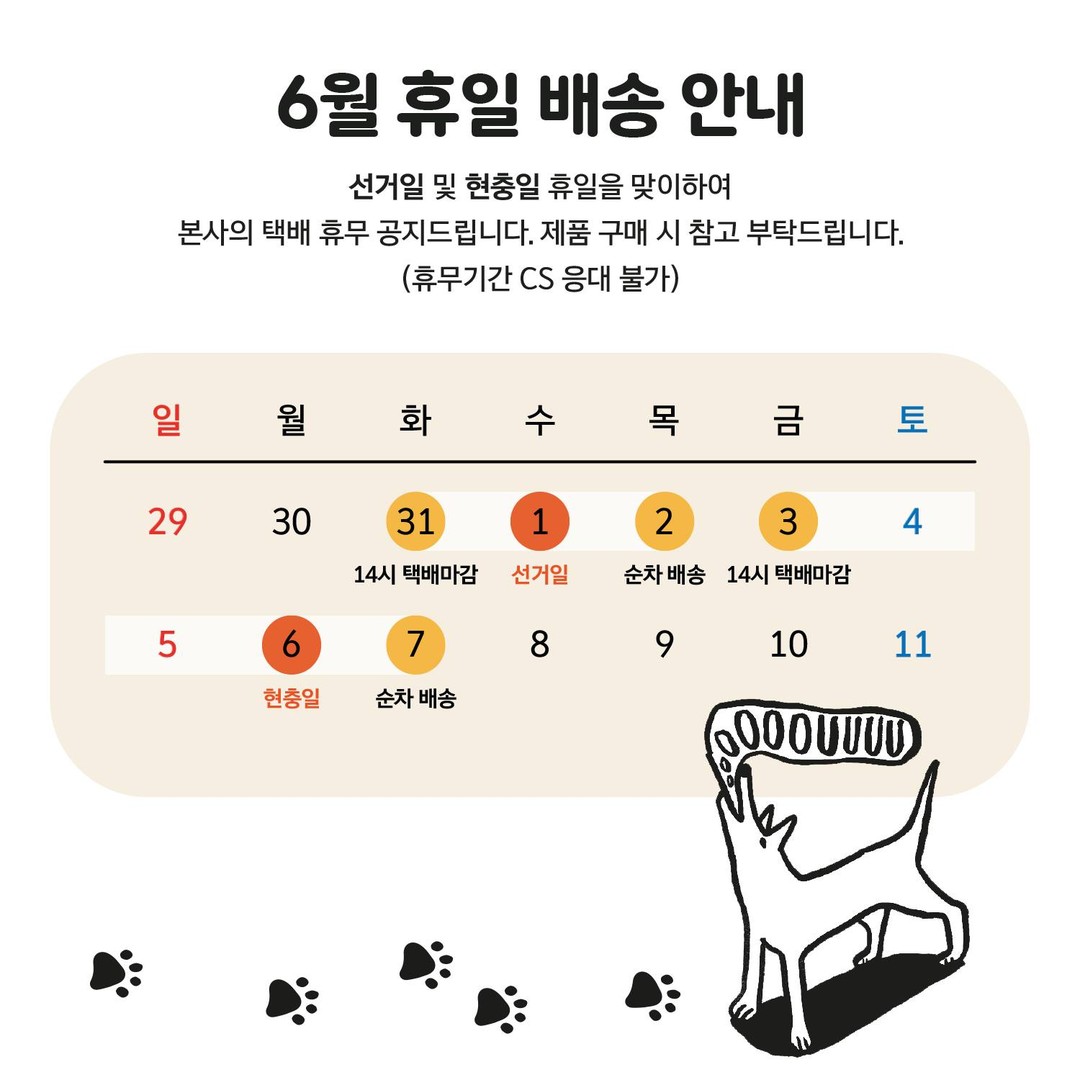 6월 휴일 배송 안내
선거일 및 현충일 휴일을 맞이하여
본사의 택배 휴무 공지드립니다. 제품 구매 시 참고 부탁드립니다.
(휴무기간 CS 응대 불가)
일 월 화 수 목 금 토
29 30 31 1 2 3 4
14시 택배마감 선거일 순차 배송 14시 택배마감
5 6 7 8 9 10 11
현충일 순차 배송